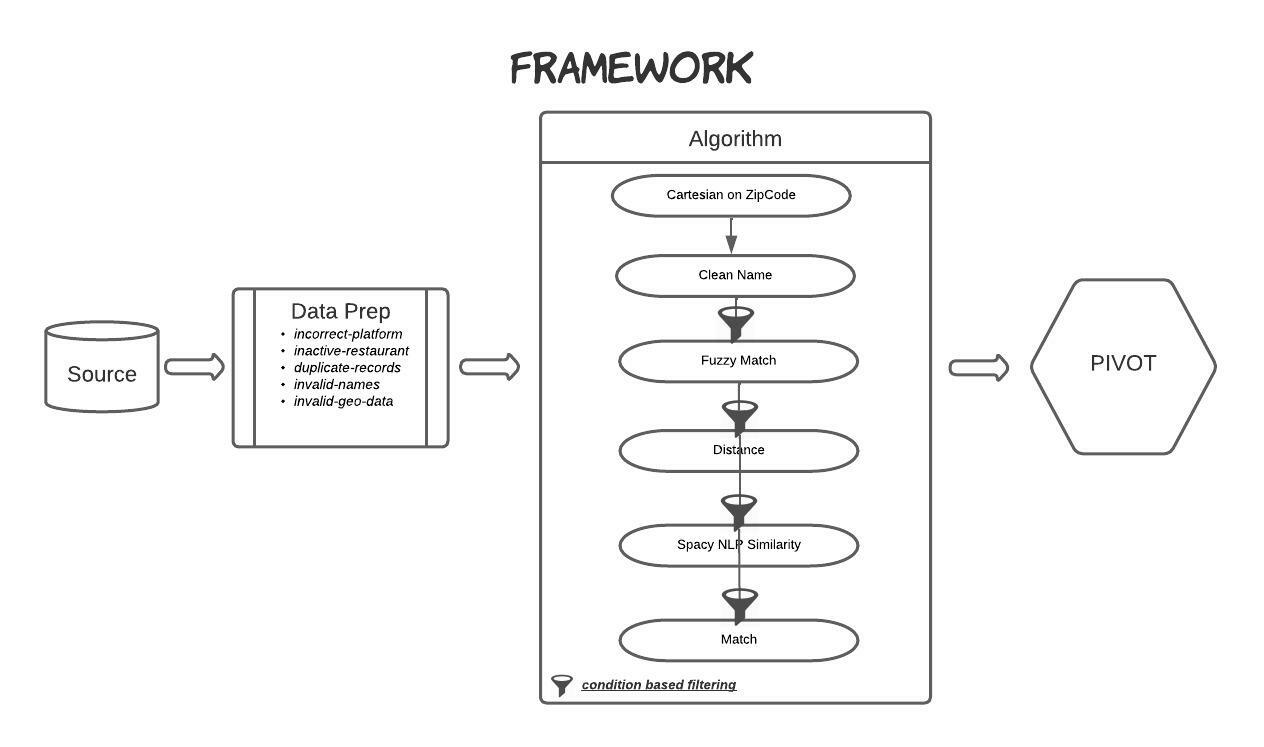 FRAMEWORK
Source
Data Prep
incorrect-platform
inactive-restaurant
duplicate-records
invalid-names
invalid-geo-data
Algorithm
Cartesian on ZipCode
Clean Name
Fuzzy Match
Distance
Spacy NLP Similarity
Match
condition based filtering
PIVOT